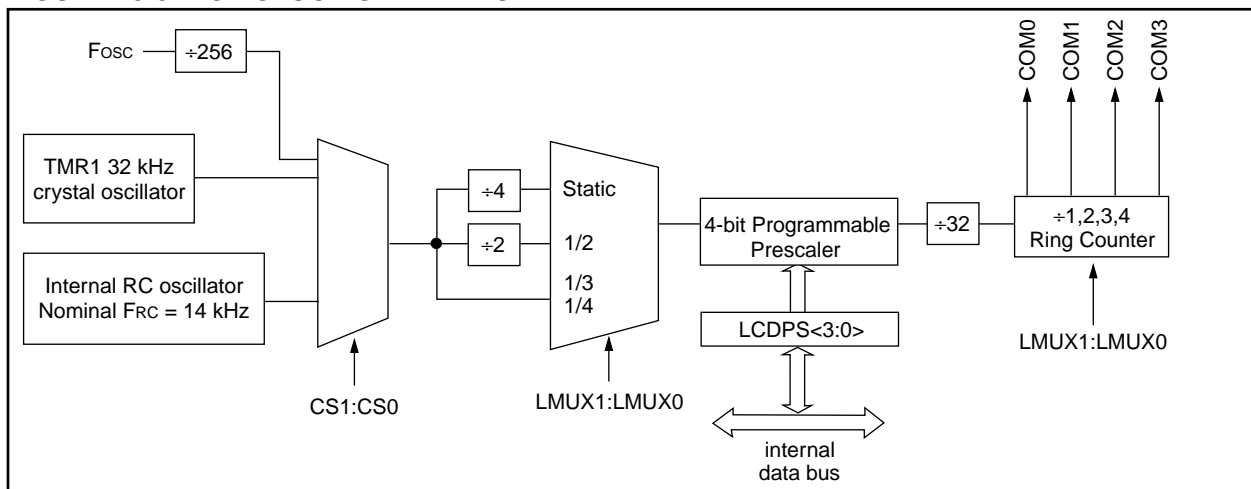 FOSC
÷256
COM0
COM1
COM2
COM3
TMR1 32 kHz
crystal oscillator
÷4
Static
÷2
1/2
1/3
1/4
4-bit Programmable
Prescaler
÷32
÷1,2,3,4
Ring Counter
Internal RC oscillator
Nominal FRC = 14 kHz
LCDPS<3:0>
LMUX1:LMUX0
CS1:CS0
LMUX1:LMUX0
internal
data bus